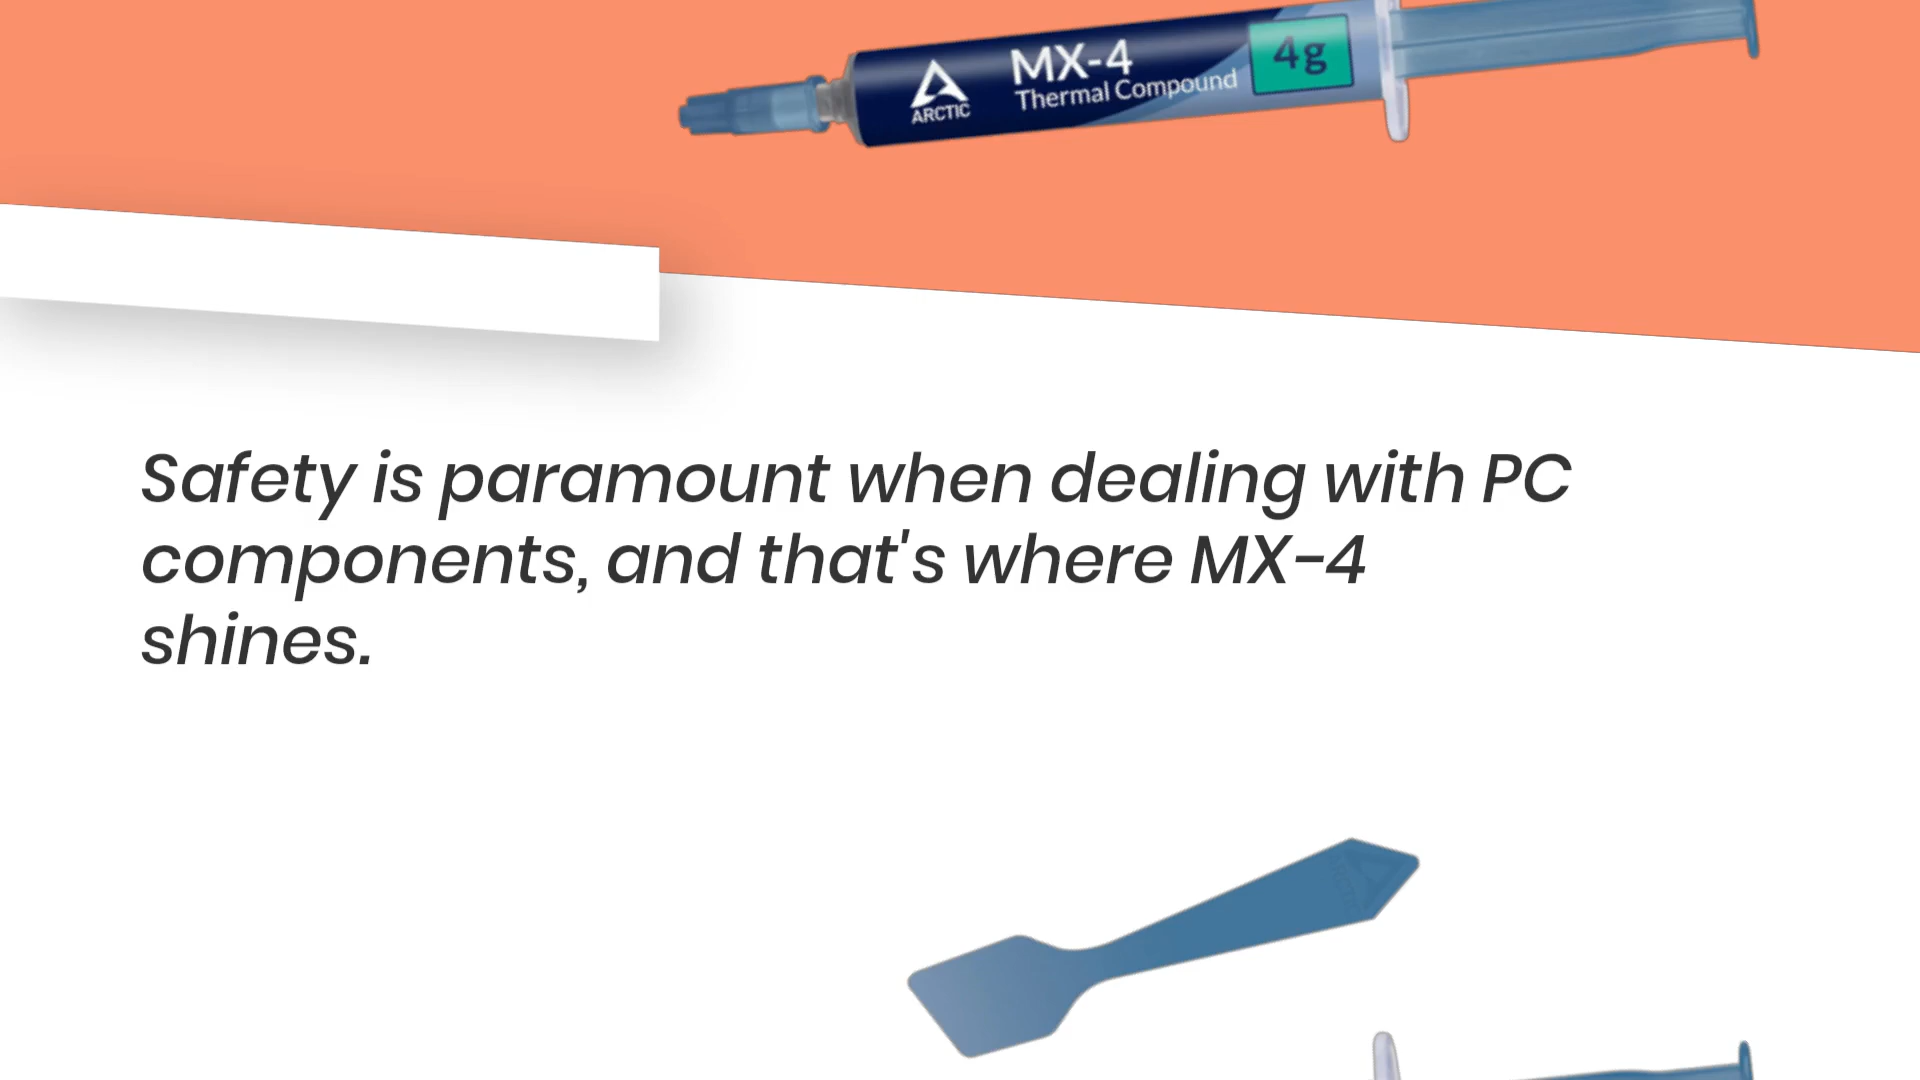 MX-4
4g
Thermal Compound
ARCTIC
Safety is paramount when dealing with PC
components, and that's where MX-4
shines.